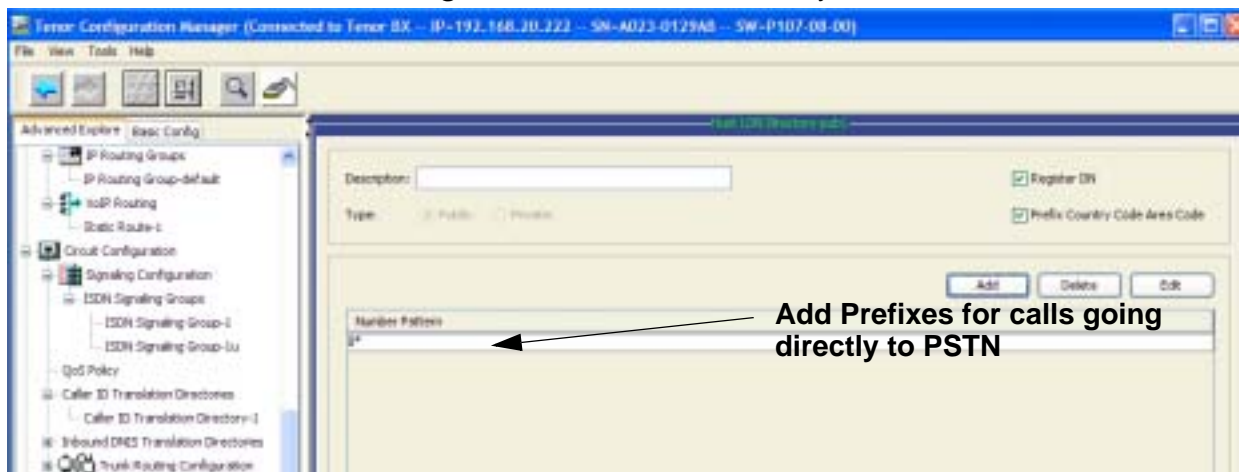 Tenor Configuration Manager (Connected to Tenor BX -- IP-192.168.20.222 -- SN-A023-0129A8 -- SW-P107-08-00)
File View Tools Help
Advanced Explore Basic Config
IP Routing Groups
IP Routing Group-default
VoIP Routing
Static Route-1
Circuit Configuration
Signaling Configuration
ISDN Signaling Groups
ISDN Signaling Group-1
ISDN Signaling Group-1u
QoS Policy
Caller ID Translation Directories
Caller ID Translation Directory-1
Inbound DNIS Translation Directories
Trunk Routing Configuration
Description:
Type: Public Private
Register DN
Prefix Country Code Area Code
Add Delete Edit
Number Pattern
Add Prefixes for calls going
directly to PSTN